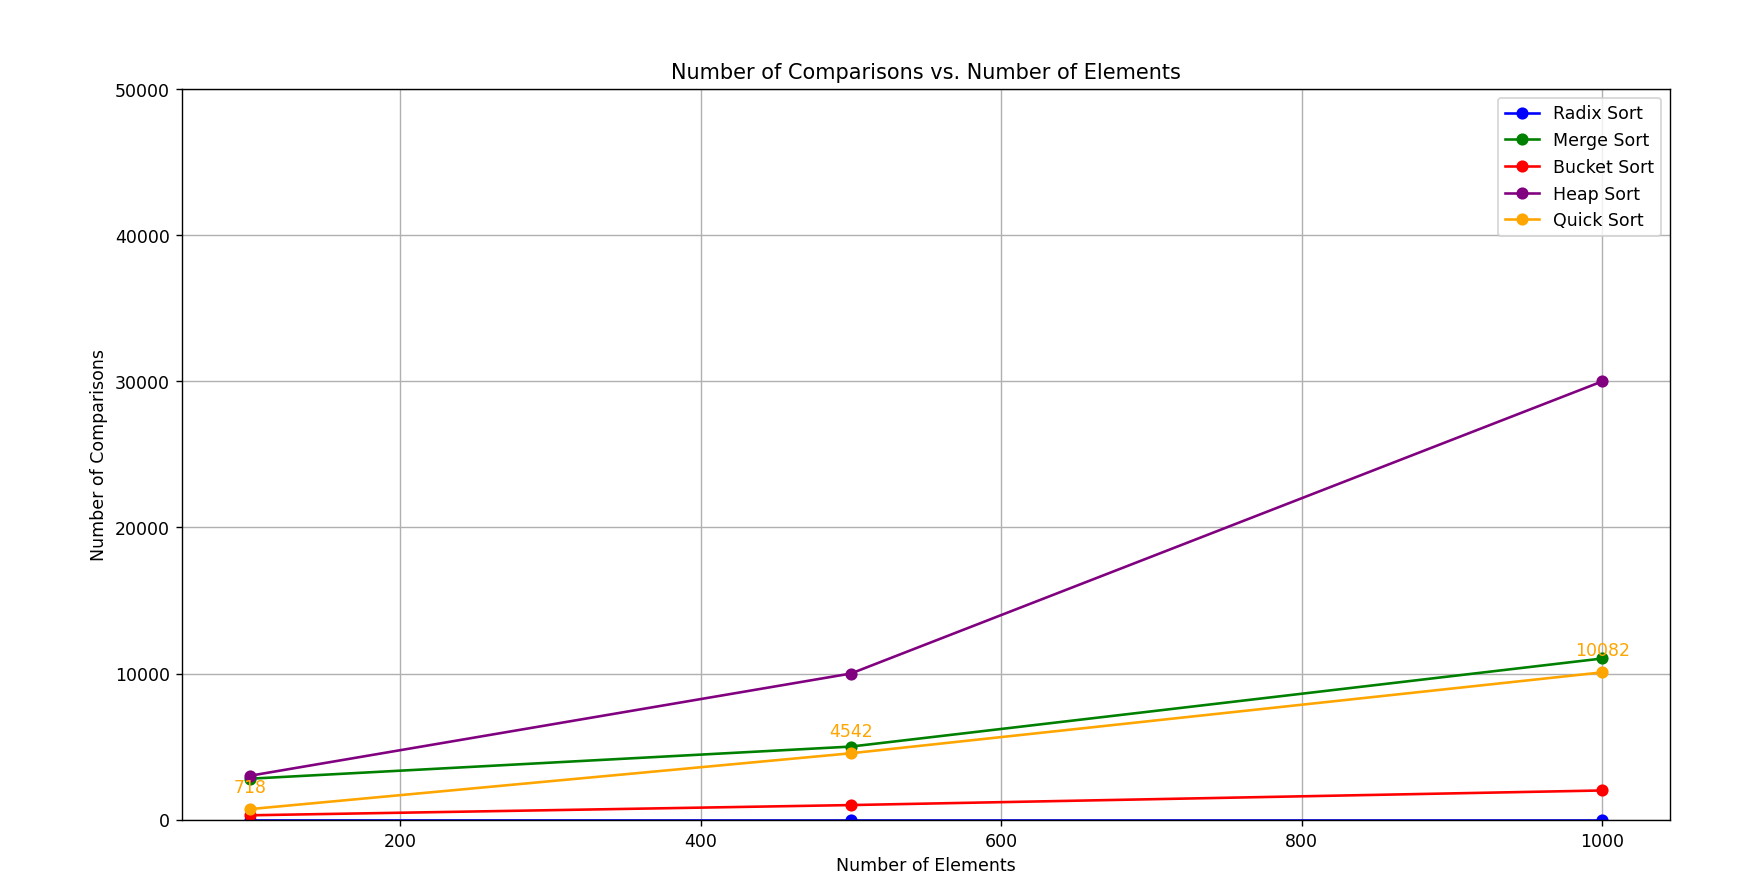 Number of Comparisons vs. Number of Elements
50000
40000
30000
20000
10000
0
Number of Comparisons
Radix Sort
Merge Sort
Bucket Sort
Heap Sort
Quick Sort
718
4542
10082
200
400
600
800
1000
Number of Elements